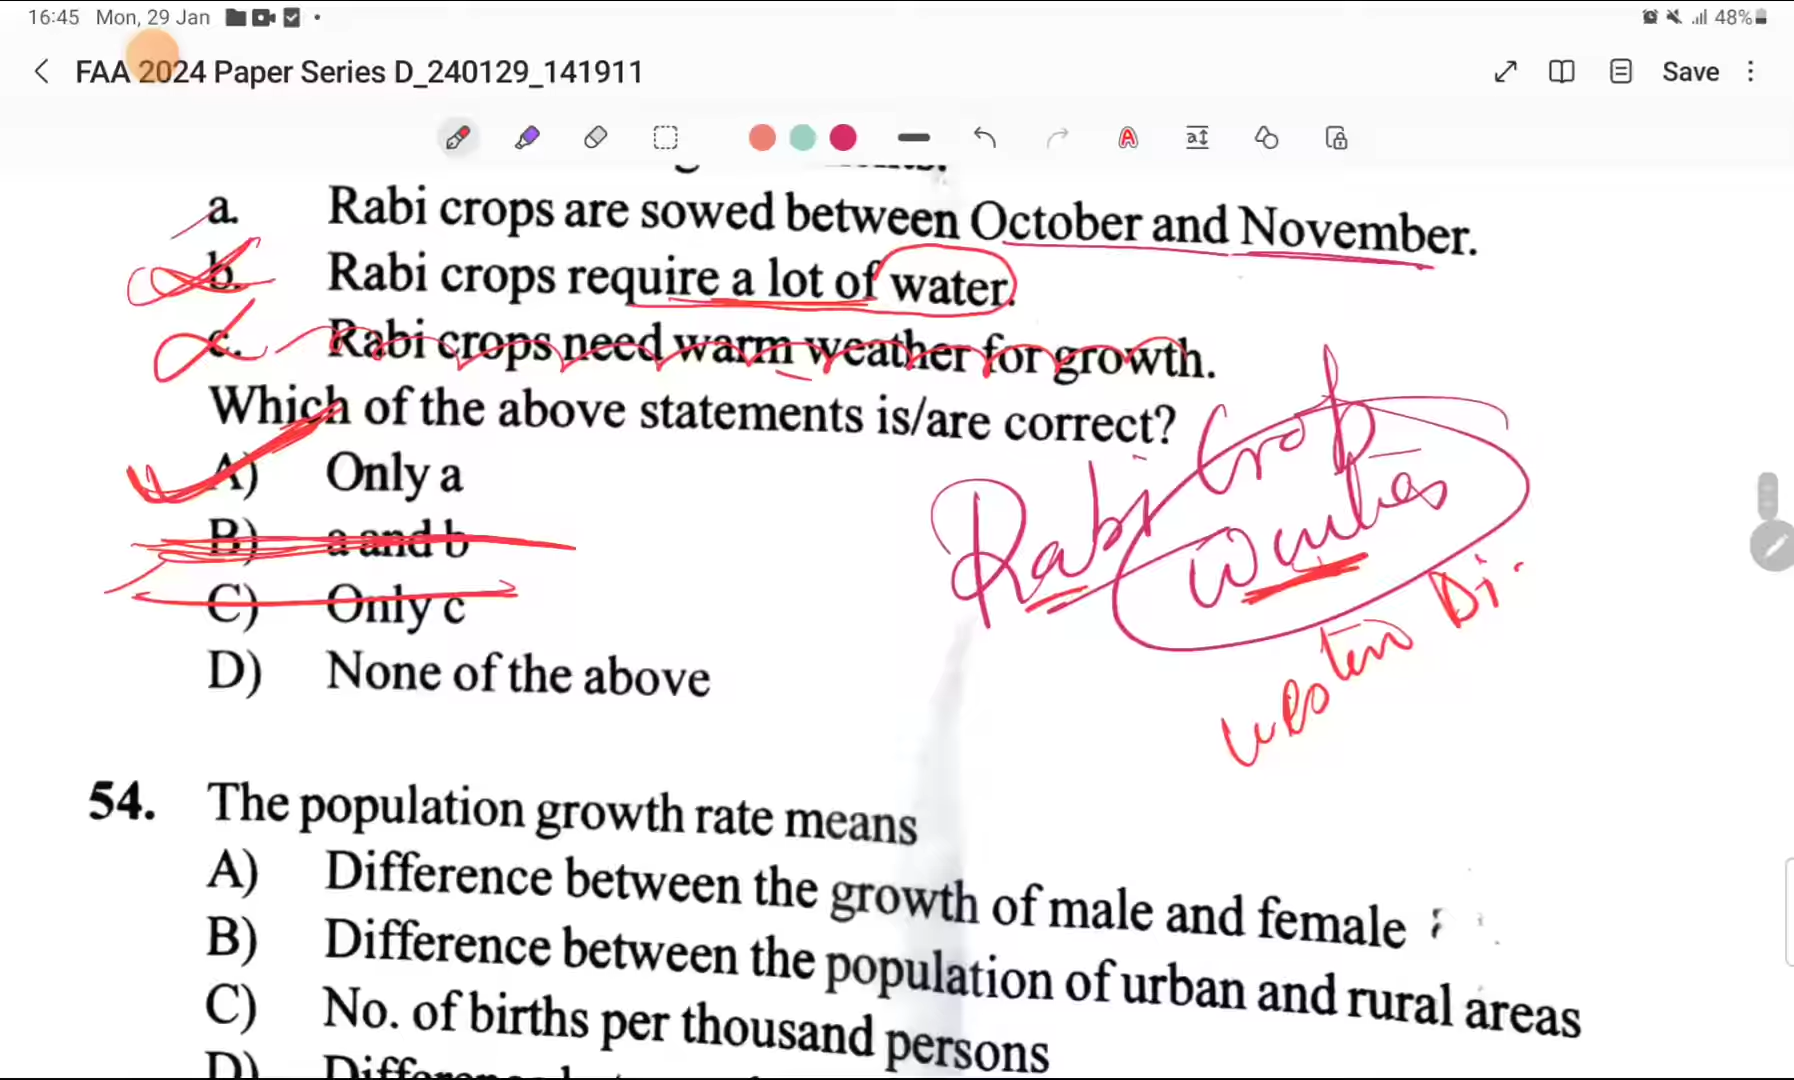 16:45 Mon, 29 Jan
48%
FAA 2024 Paper Series D_240129_141911
Save
a. Rabi crops are sowed between October and November.
b. Rabi crops require a lot of water.
c. Rabi crops need warm weather for growth.
Which of the above statements is/are correct?
A) Only a
B) a and b
C) Only c
D) None of the above
Rabi Crop
Western Di.
54. The population growth rate means
A) Difference between the growth of male and female
B) Difference between the population of urban and rural areas
C) No. of births per thousand persons
D)